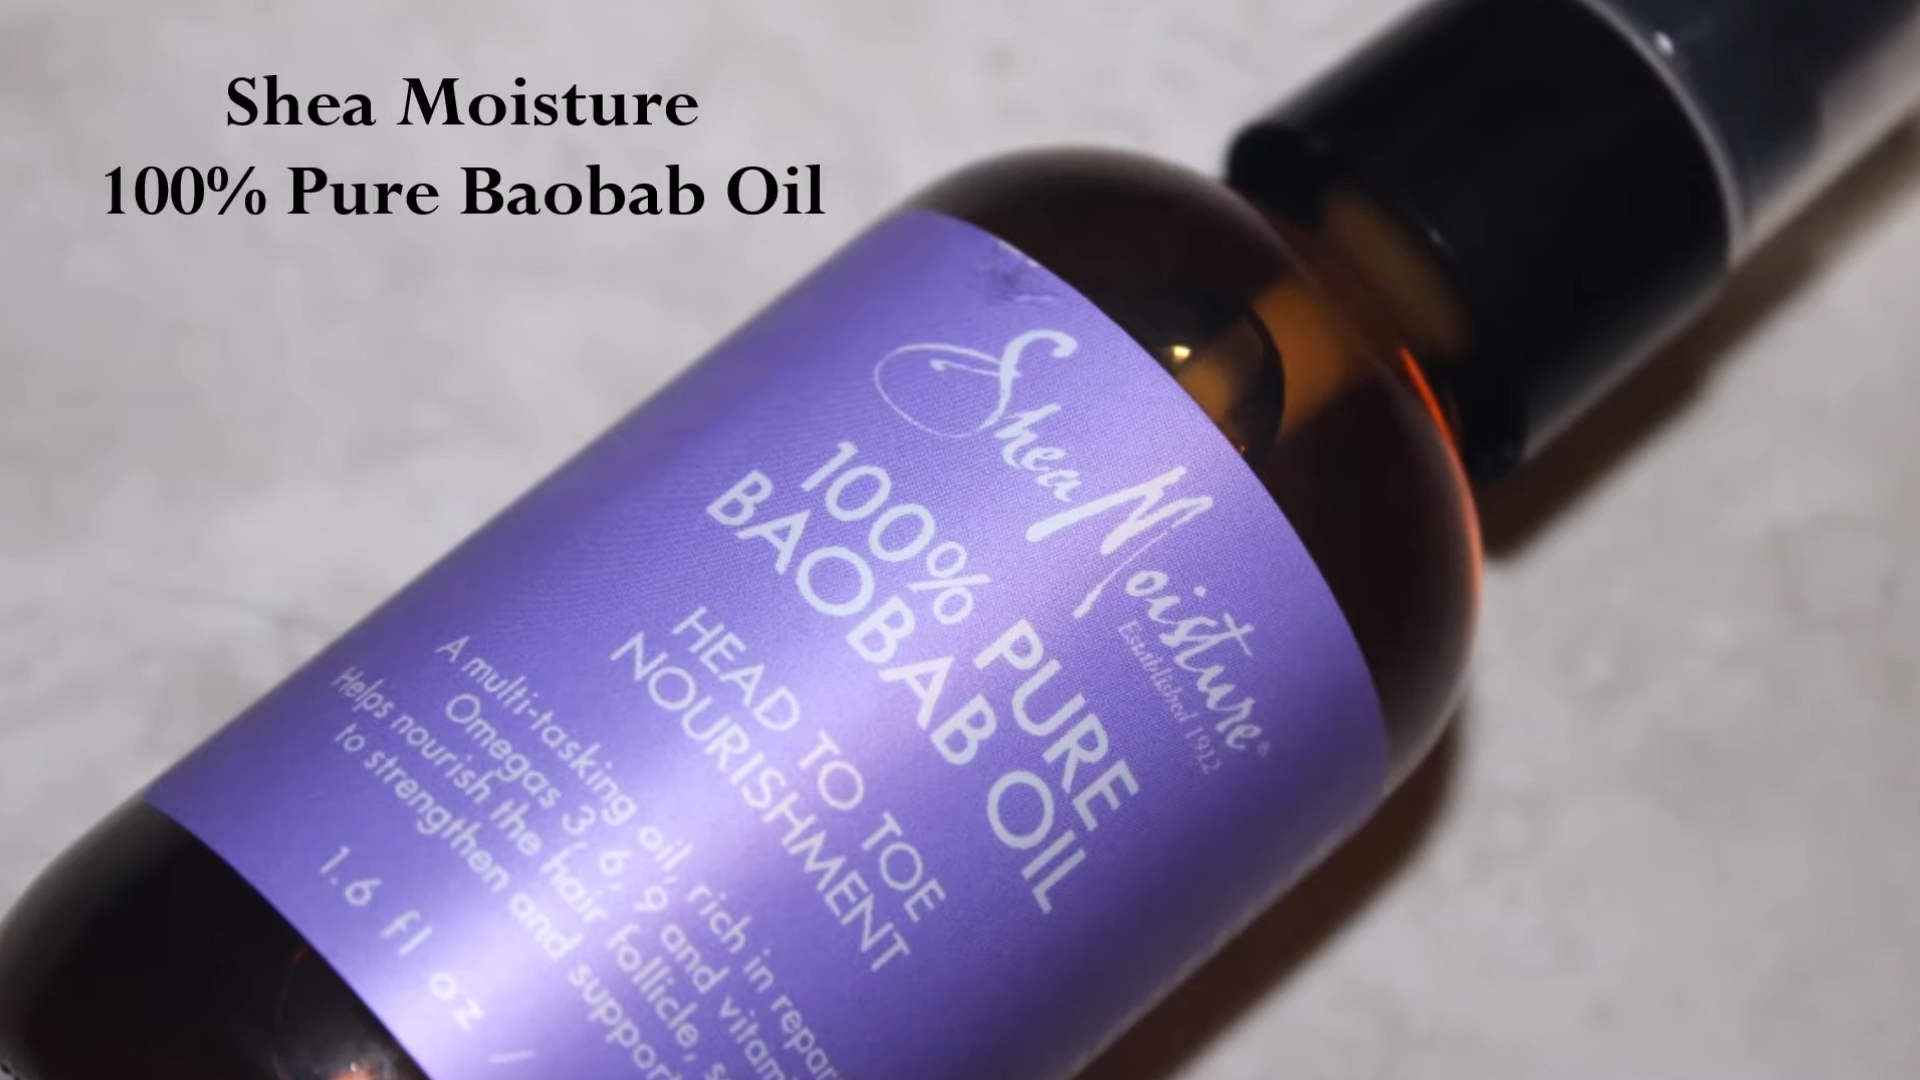 Shea Moisture
100% Pure Baobab Oil
Shea Moisture®
Established 1912
100% PURE
BAOBAB OIL
HEAD TO TOE
NOURISHMENT
A multi-tasking oil, rich in
Omegas 3, 6, 9 and
Helps nourish the hair follicle,
to strengthen and
1.6 fl oz /